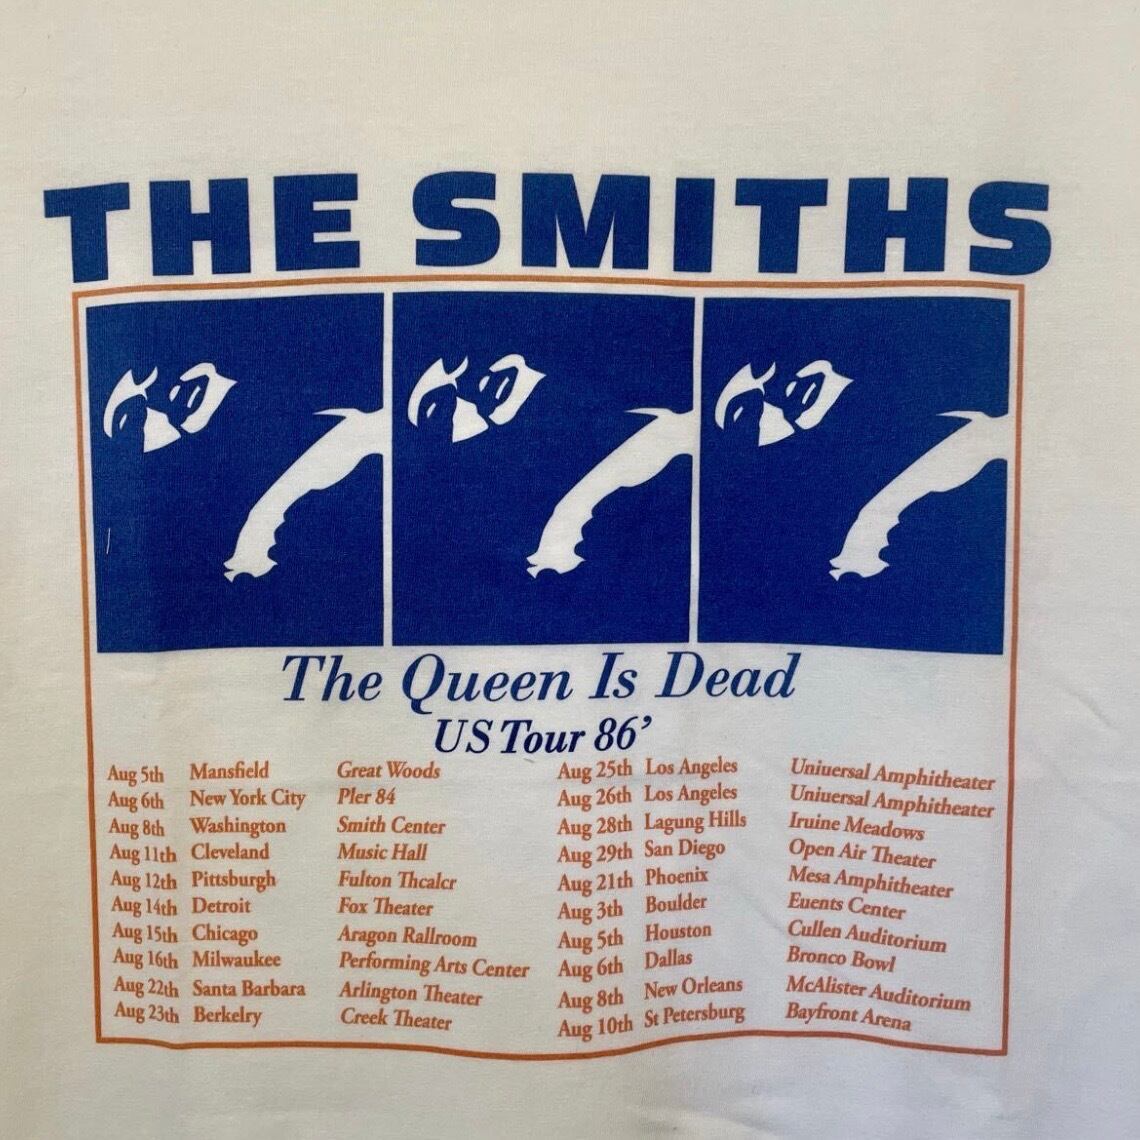 THE SMITHS
The Queen Is Dead
US Tour 86’
Aug 5th Mansfield Great Woods
Aug 6th New York City Pler 84
Aug 8th Washington Smith Center
Aug 11th Cleveland Music Hall
Aug 12th Pittsburgh Fulton Thcalcr
Aug 14th Detroit Fox Theater
Aug 15th Chicago Aragon Rallroom
Aug 16th Milwaukee Performing Arts Center
Aug 22th Santa Barbara Arlington Theater
Aug 23th Berkelry Creek Theater
Aug 25th Los Angeles Uniuersal Amphitheater
Aug 26th Los Angeles Uniuersal Amphitheater
Aug 28th Lagung Hills Iruine Meadows
Aug 29th San Diego Open Air Theater
Aug 21th Phoenix Mesa Amphitheater
Aug 3th Boulder Euents Center
Aug 5th Houston Cullen Auditorium
Aug 6th Dallas Bronco Bowl
Aug 8th New Orleans McAlister Auditorium
Aug 10th St Petersburg Bayfront Arena